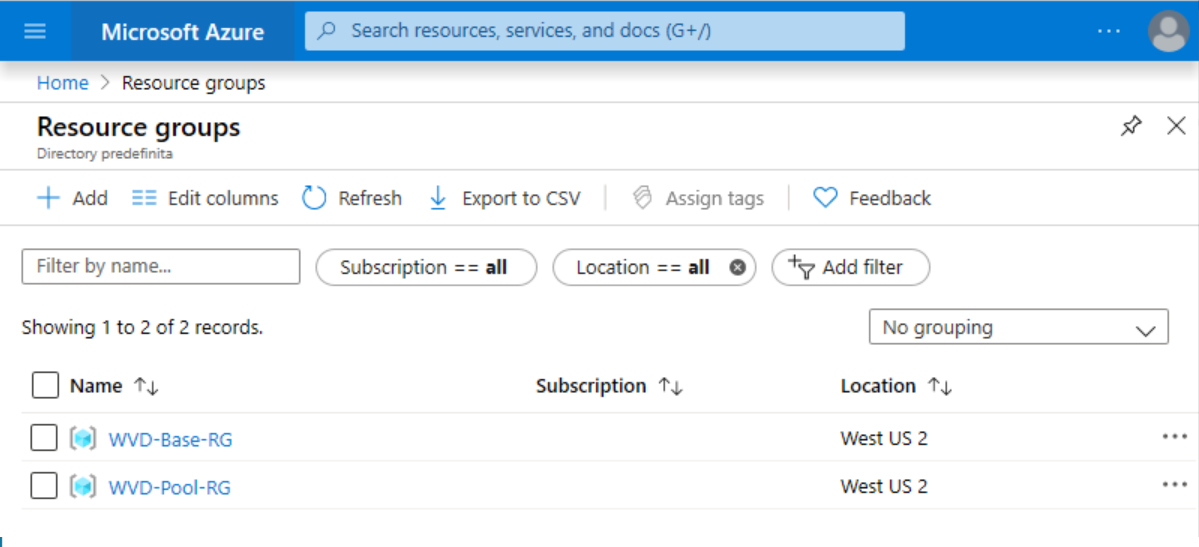 Microsoft Azure Search resources, services, and docs (G+/) ...
Home > Resource groups
Resource groups
Directory predefinita
Add Edit columns Refresh Export to CSV | Assign tags | Feedback
Filter by name... Subscription == all Location == all Add filter
Showing 1 to 2 of 2 records. No grouping
Name ↑↓ Subscription ↑↓ Location ↑↓
WVD-Base-RG West US 2 ...
WVD-Pool-RG West US 2 ...